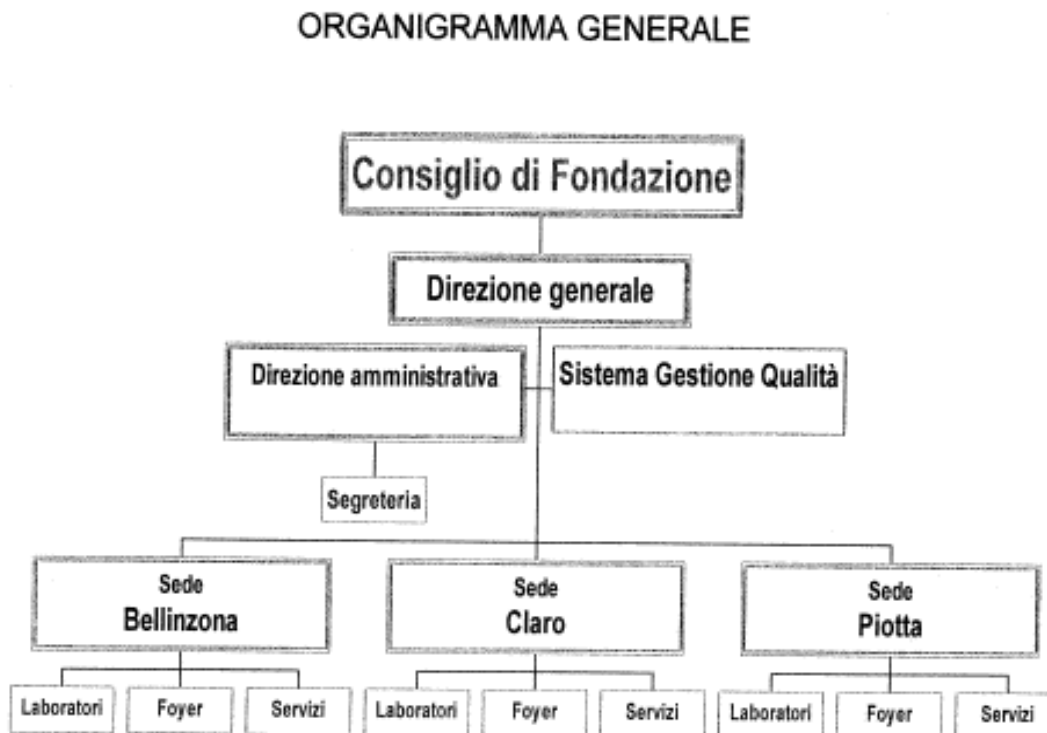 ORGANIGRAMMA GENERALE
Consiglio di Fondazione
Direzione generale
Direzione amministrativa
Sistema Gestione Qualità
Segreteria
Sede
Bellinzona
Sede
Claro
Sede
Piotta
Laboratori
Foyer
Servizi
Laboratori
Foyer
Servizi
Laboratori
Foyer
Servizi